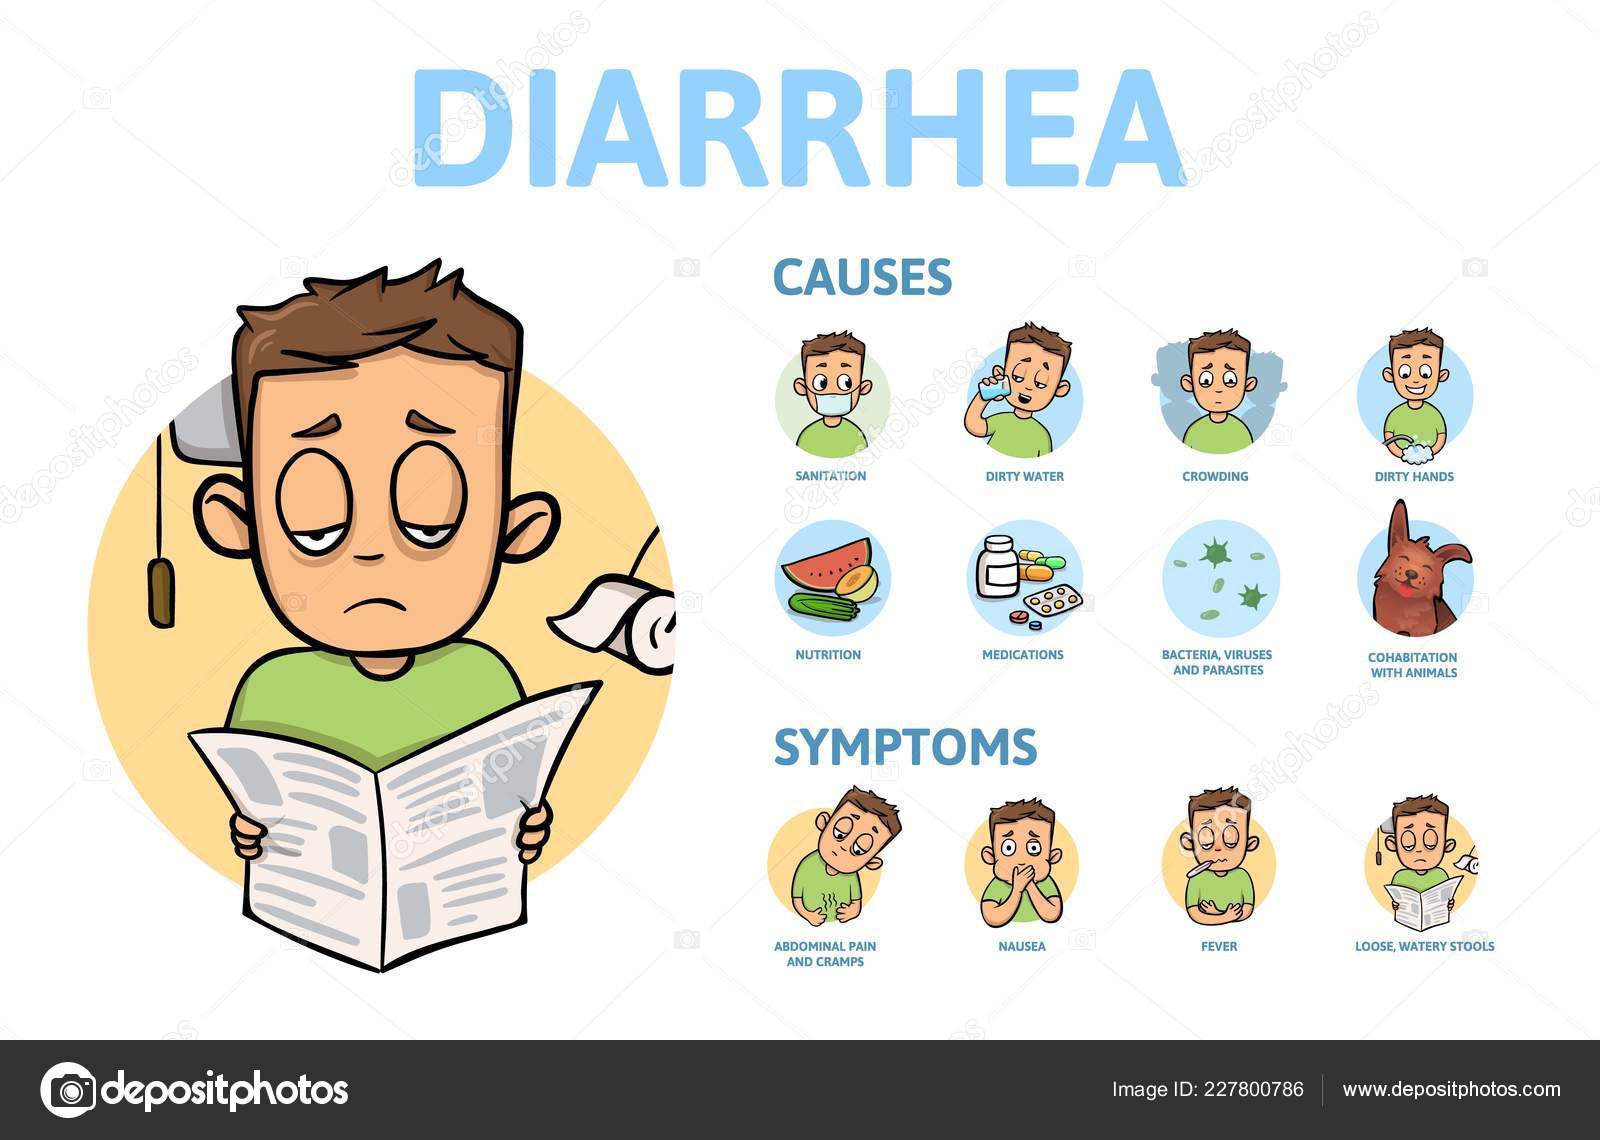 DIARRHEA
CAUSES
SANITATION
DIRTY WATER
CROWDING
DIRTY HANDS
NUTRITION
MEDICATIONS
BACTERIA, VIRUSES
AND PARASITES
COHABITATION
WITH ANIMALS
SYMPTOMS
ABDOMINAL PAIN
AND CRAMPS
NAUSEA
FEVER
LOOSE, WATERY STOOLS
depositphotos
Image ID: 227800786
www.depositphotos.com